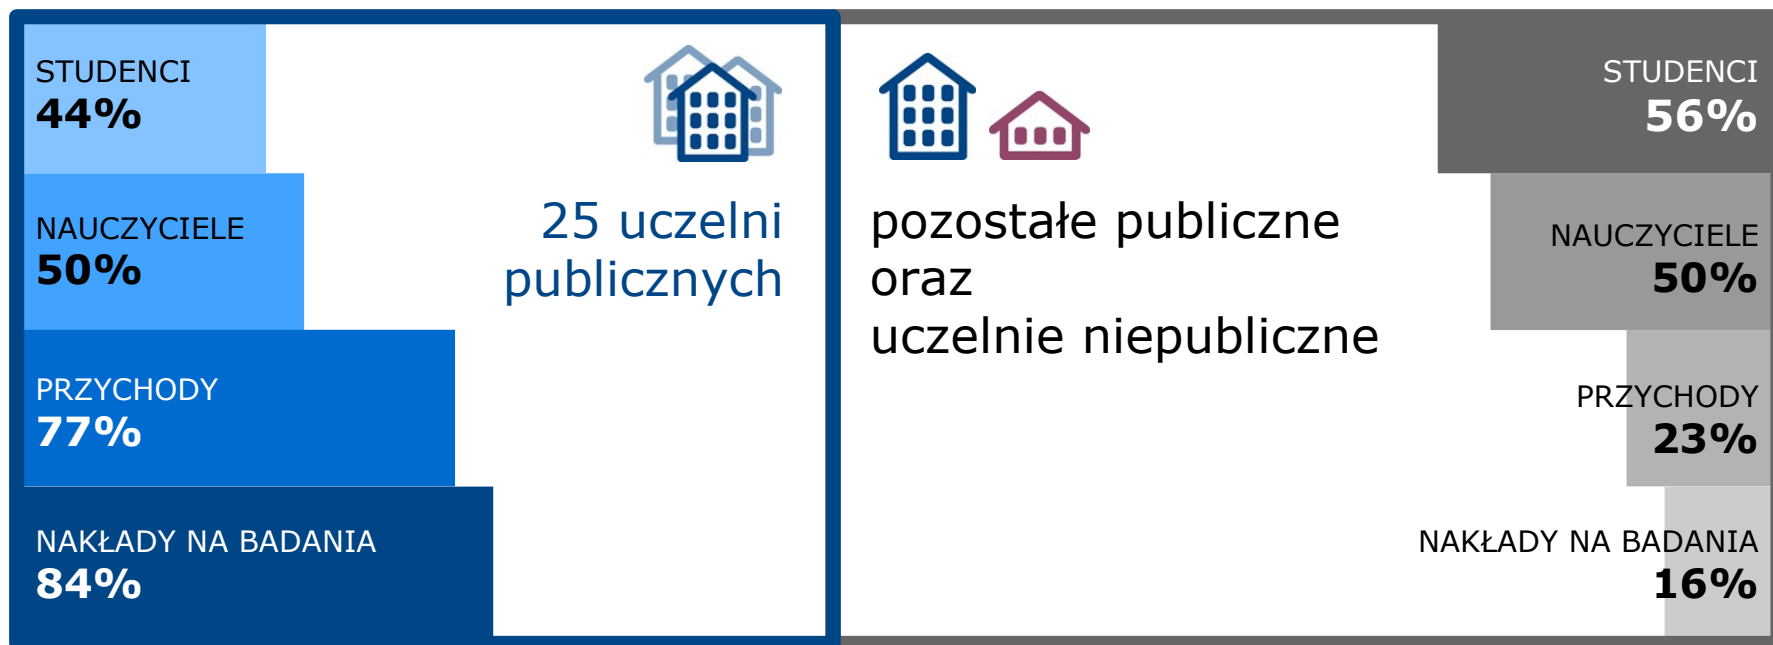 STUDENCI
44%
NAUCZYCIELE
50%
PRZYCHODY
77%
NAKŁADY NA BADANIA
84%
25 uczelni
publicznych
pozostałe publiczne
oraz
uczelnie niepubliczne
STUDENCI
56%
NAUCZYCIELE
50%
PRZYCHODY
23%
NAKŁADY NA BADANIA
16%